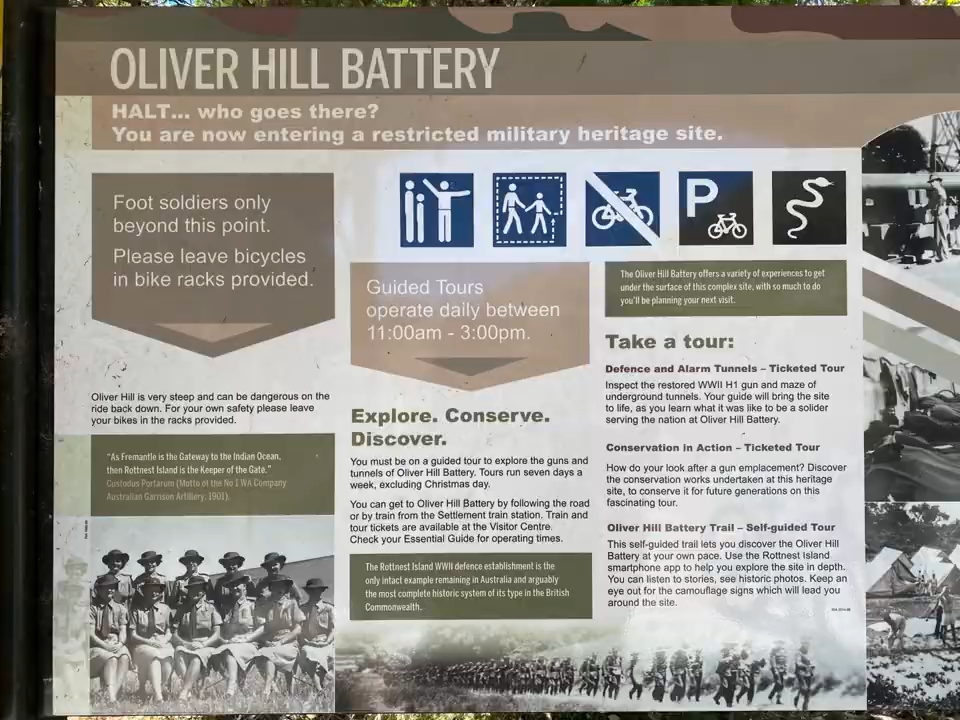 OLIVER HILL BATTERY
HALT... who goes there?
You are now entering a restricted military heritage site.
Foot soldiers only
beyond this point.
Please leave bicycles
in bike racks provided.
Oliver Hill is very steep and can be dangerous on the
ride back down. For your own safety please leave
your bikes in the racks provided.
"As Fremantle is the Gateway to the Indian Ocean,
then Rottnest Island is the Keeper of the Gate."
Custodus Portarum (Motto of the No 1 WA Company
Australian Garrison Artillery, 1901).
P
Guided Tours
operate daily between
11:00am - 3:00pm.
Explore. Conserve.
Discover.
You must be on a guided tour to explore the guns and
tunnels of Oliver Hill Battery. Tours run seven days a
week, excluding Christmas day.
You can get to Oliver Hill Battery by following the road
or by train from the Settlement train station. Train and
tour tickets are available at the Visitor Centre.
Check your Essential Guide for operating times.
The Rottnest Island WWII defence establishment is the
only intact example remaining in Australia and arguably
the most complete historic system of its type in the British
Commonwealth.
The Oliver Hill Battery offers a variety of experiences to get
under the surface of this complex site, with so much to do
you'll be planning your next visit.
Take a tour:
Defence and Alarm Tunnels – Ticketed Tour
Inspect the restored WWII H1 gun and maze of
underground tunnels. Your guide will bring the site
to life, as you learn what it was like to be a solider
serving the nation at Oliver Hill Battery.
Conservation in Action – Ticketed Tour
How do your look after a gun emplacement? Discover
the conservation works undertaken at this heritage
site, to conserve it for future generations on this
fascinating tour.
Oliver Hill Battery Trail – Self-guided Tour
This self-guided trail lets you discover the Oliver Hill
Battery at your own pace. Use the Rottnest Island
smartphone app to help you explore the site in depth.
You can listen to stories, see historic photos. Keep an
eye out for the camouflage signs which will lead you
around the site.